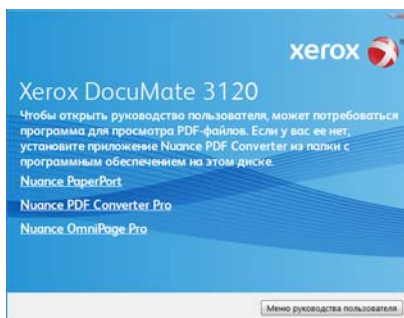 xerox
Xerox DocuMate 3120
Чтобы открыть руководство пользователя, может потребоваться
программа для просмотра PDF-файлов. Если у вас ее нет,
установите приложение Nuance PDF Converter из папки с
программным обеспечением на этом диске.
Nuance PaperPort
Nuance PDF Converter Pro
Nuance OmniPage Pro
Меню руководства пользователя